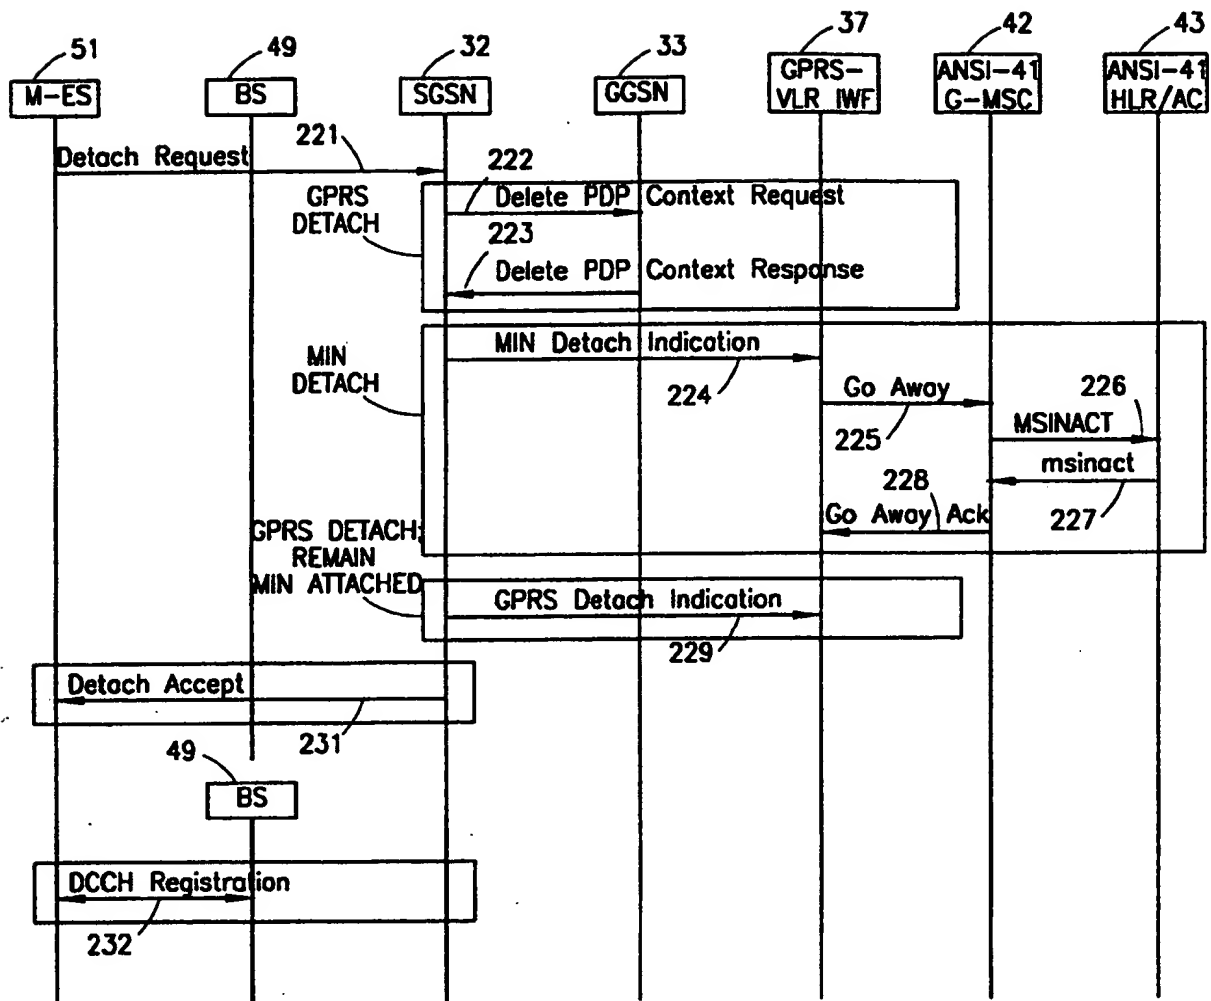 51
49
32
33
37
42
43
M-ES
BS
SGSN
GGSN
GPRS-
VLR IWF
ANSI-41
G-MSC
ANSI-41
HLR/AC
221
Detach Request
222
GPRS
DETACH
Delete PDP Context Request
223
Delete PDP Context Response
MIN
DETACH
MIN Detach Indication
224
Go Away
225
226
MSINACT
msinact
227
228
Go Away Ack
GPRS DETACH;
REMAIN
MIN ATTACHED
GPRS Detach Indication
229
Detach Accept
231
49
BS
DCCH Registration
232